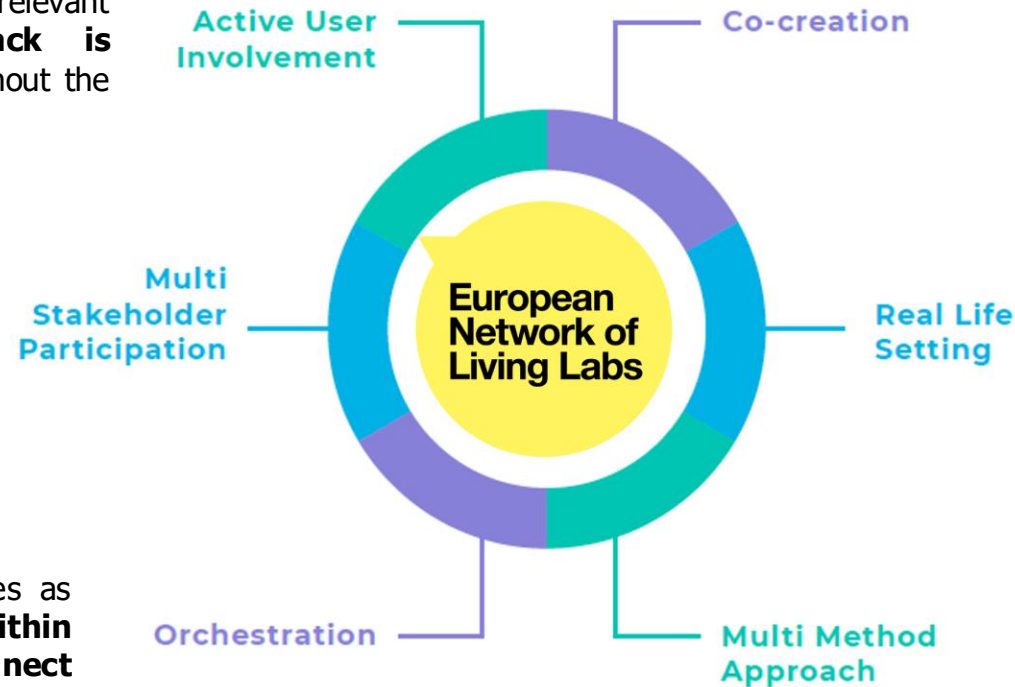 relevant
is
hout the
Active User
Involvement
Co-creation
Multi
Stakeholder
Participation
European
Network of
Living Labs
Real Life
Setting
es as
ithin
nect
Orchestration
Multi Method
Approach